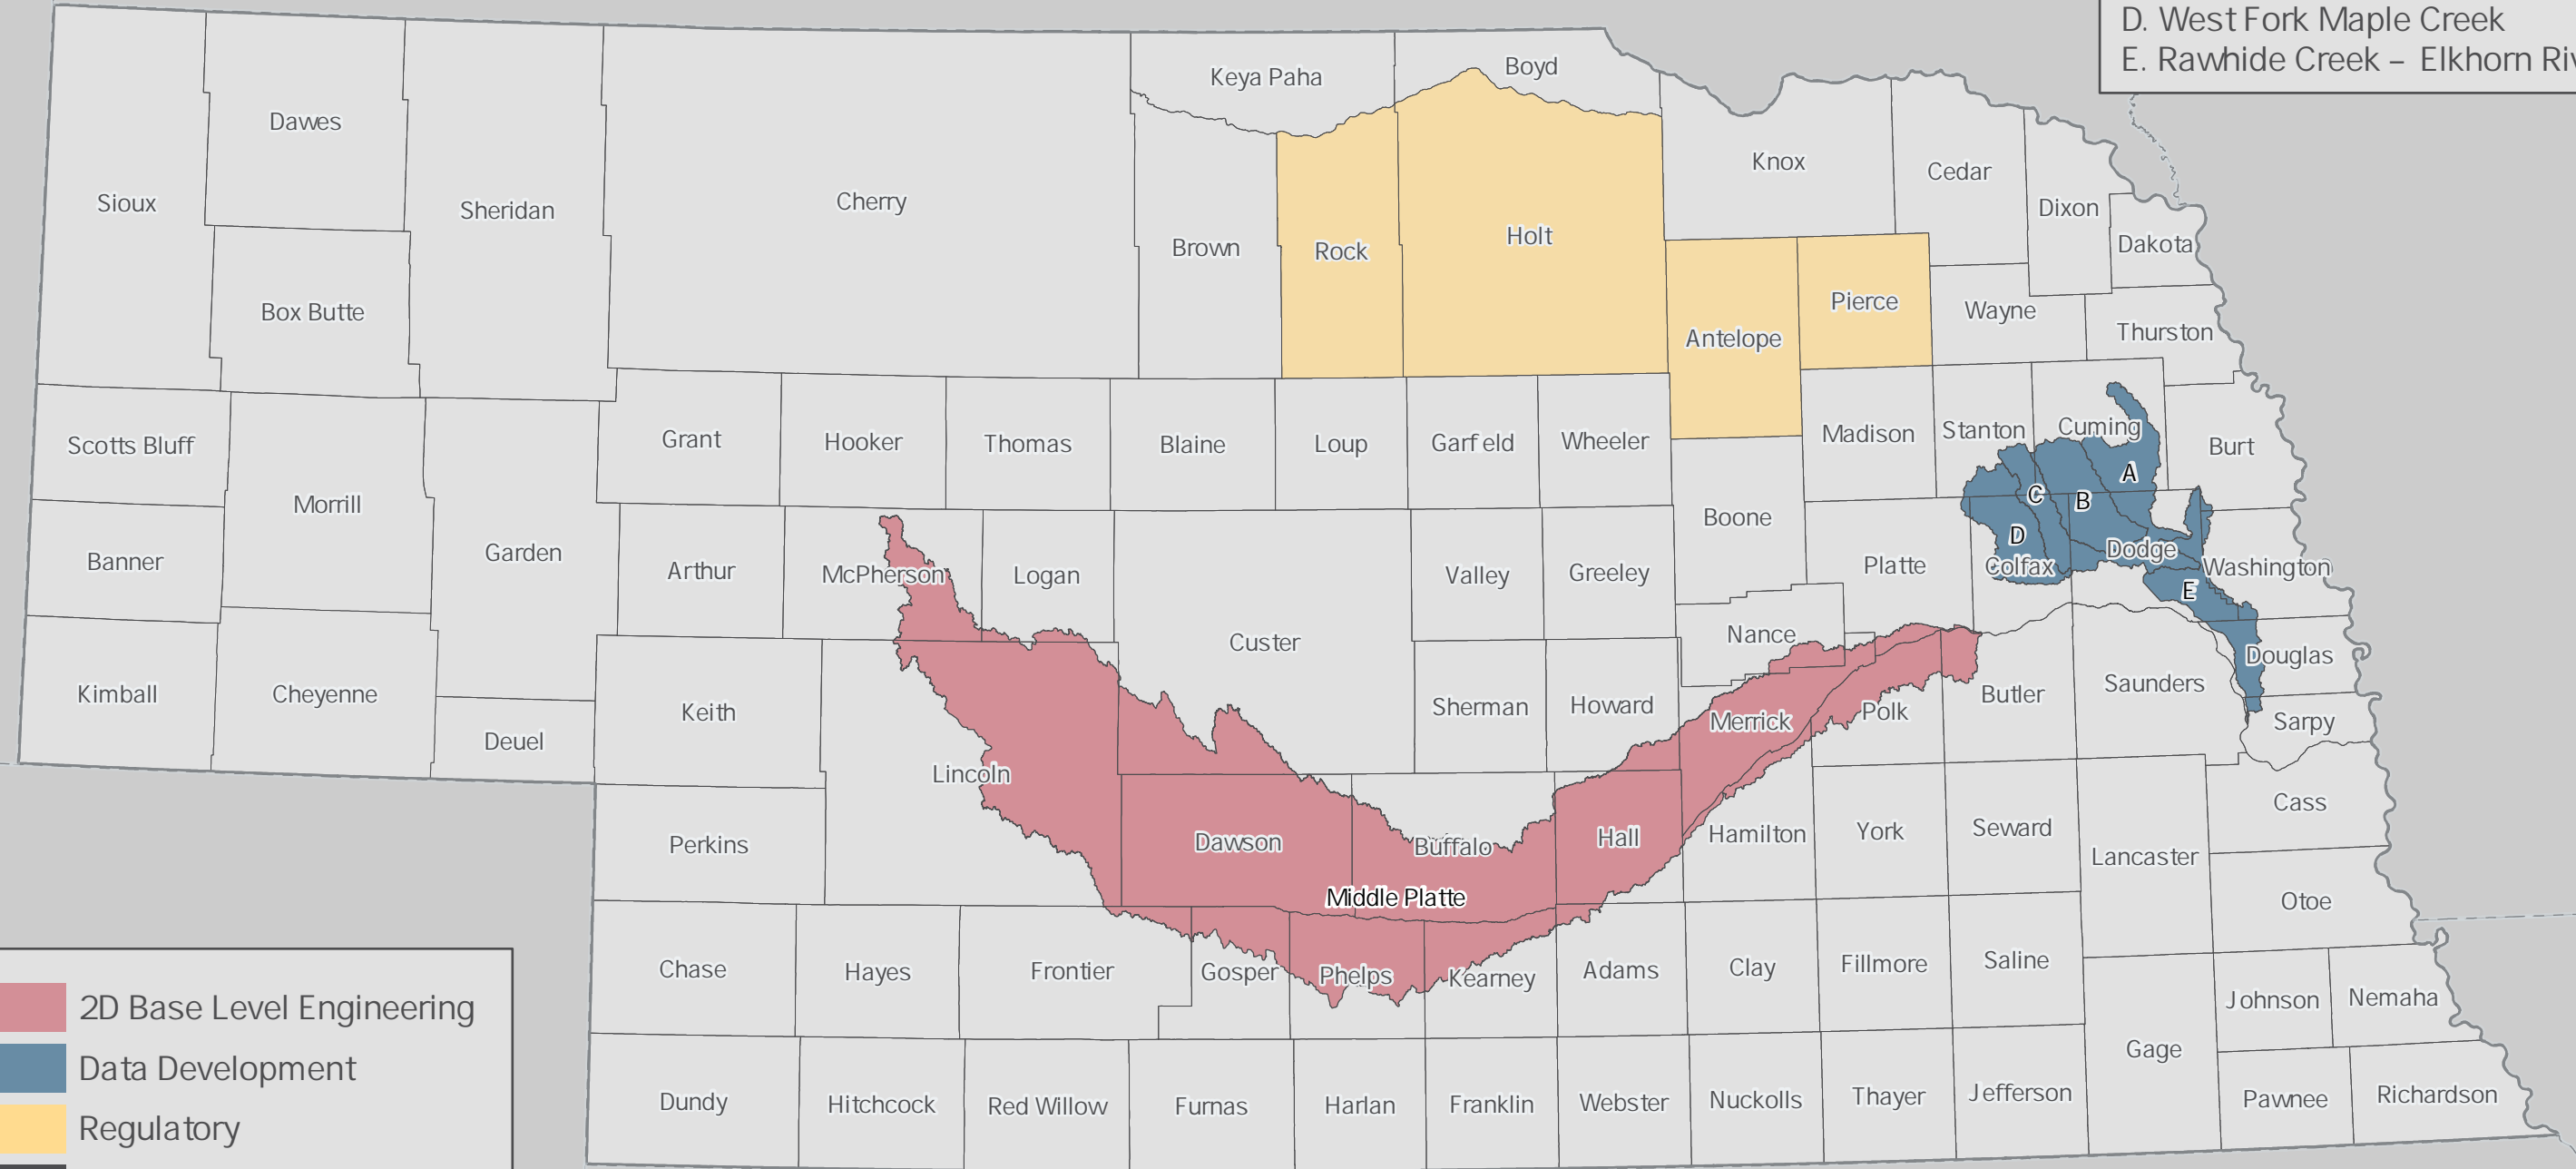 D. West Fork Maple Creek
E. Rawhide Creek – Elkhorn Riv
Keya Paha
Boyd
Dawes
Knox
Cedar
Sioux
Sheridan
Cherry
Dixon
Brown
Rock
Holt
Dakota
Box Butte
Antelope
Pierce
Wayne
Thurston
Scotts Bluff
Grant
Hooker
Thomas
Blaine
Loup
Garfield
Wheeler
Madison
Stanton
Cuming
Burt
A
Morrill
C
B
Boone
D
Banner
Garden
Arthur
McPherson
Logan
Valley
Greeley
Platte
Colfax
Dodge
Washington
E
Custer
Nance
Douglas
Kimball
Cheyenne
Keith
Sherman
Howard
Merrick
Polk
Butler
Saunders
Sarpy
Deuel
Lincoln
Perkins
Dawson
Buffalo
Hall
Hamilton
York
Seward
Lancaster
Cass
Middle Platte
Otoe
Chase
Hayes
Frontier
Gosper
Phelps
Kearney
Adams
Clay
Fillmore
Saline
Johnson
Nemaha
Gage
Dundy
Hitchcock
Red Willow
Furnas
Harlan
Franklin
Webster
Nuckolls
Thayer
Jefferson
Pawnee
Richardson
2D Base Level Engineering
Data Development
Regulatory